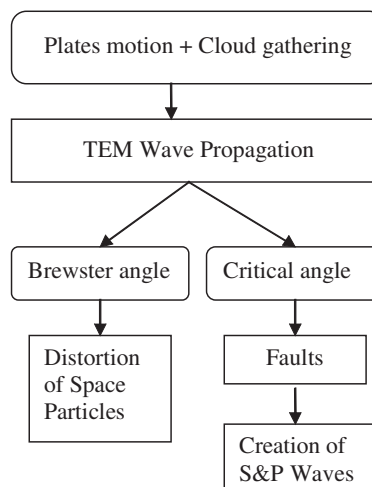 Plates motion + Cloud gathering
TEM Wave Propagation
Brewster angle
Critical angle
Distortion
of Space
Particles
Faults
Creation of
S&P Waves